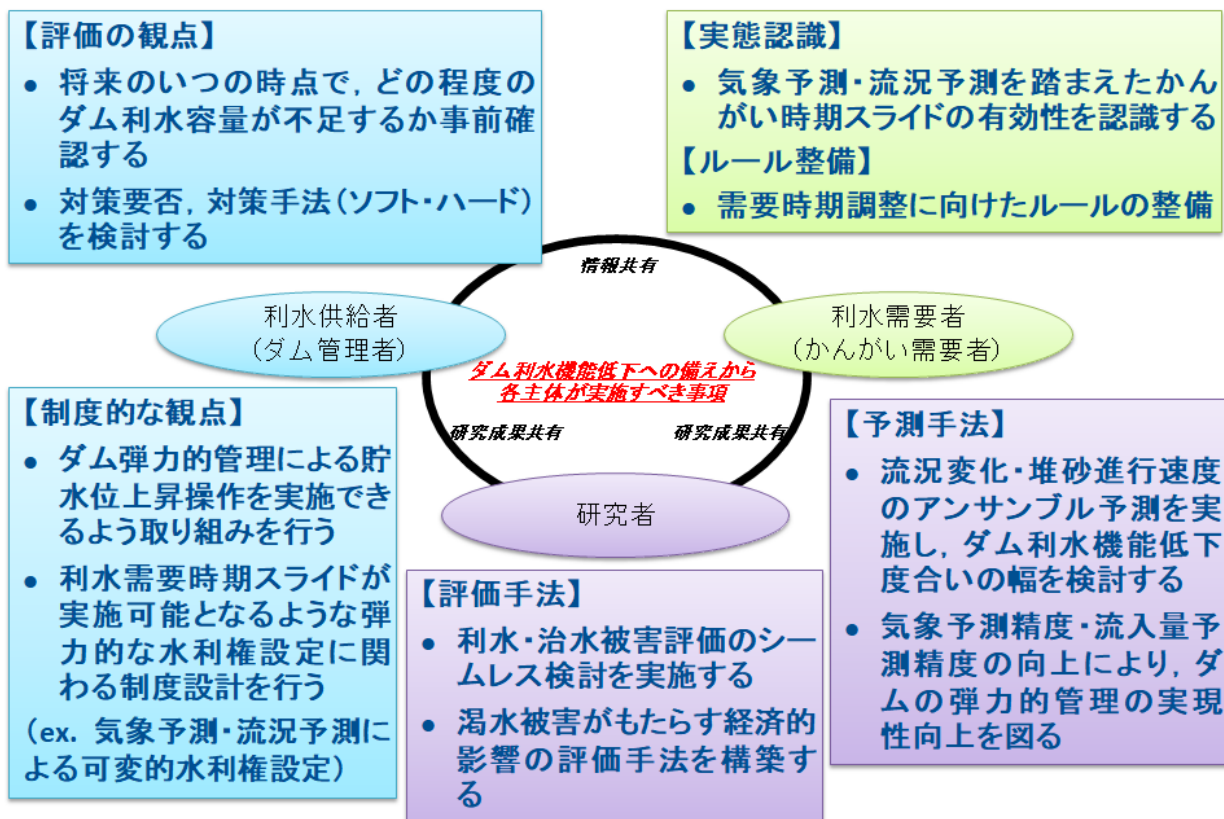 【評価の観点】
● 将来のいつの時点で，どの程度の
ダム利水容量が不足するか事前確
認する
● 対策要否，対策手法（ソフト・ハード）
を検討する
【実態認識】
● 気象予測・流況予測を踏まえたかん
がい時期スライドの有効性を認識する
【ルール整備】
● 需要時期調整に向けたルールの整備
情報共有
利水供給者
（ダム管理者）
利水需要者
（かんがい需要者）
ダム利水機能低下への備えから
各主体が実施すべき事項
研究成果共有
研究成果共有
研究者
【制度的な観点】
● ダム弾力的管理による貯
水位上昇操作を実施でき
るよう取り組みを行う
● 利水需要時期スライドが
実施可能となるような弾
力的な水利権設定に関
わる制度設計を行う
（ex. 気象予測・流況予測に
よる可変的水利権設定）
【評価手法】
● 利水・治水被害評価のシー
ムレス検討を実施する
● 渇水被害がもたらす経済的
影響の評価手法を構築す
る
【予測手法】
● 流況変化・堆砂進行速度
のアンサンブル予測を実
施し，ダム利水機能低下
度合いの幅を検討する
● 気象予測精度・流入量予
測精度の向上により，ダ
ムの弾力的管理の実現
性向上を図る